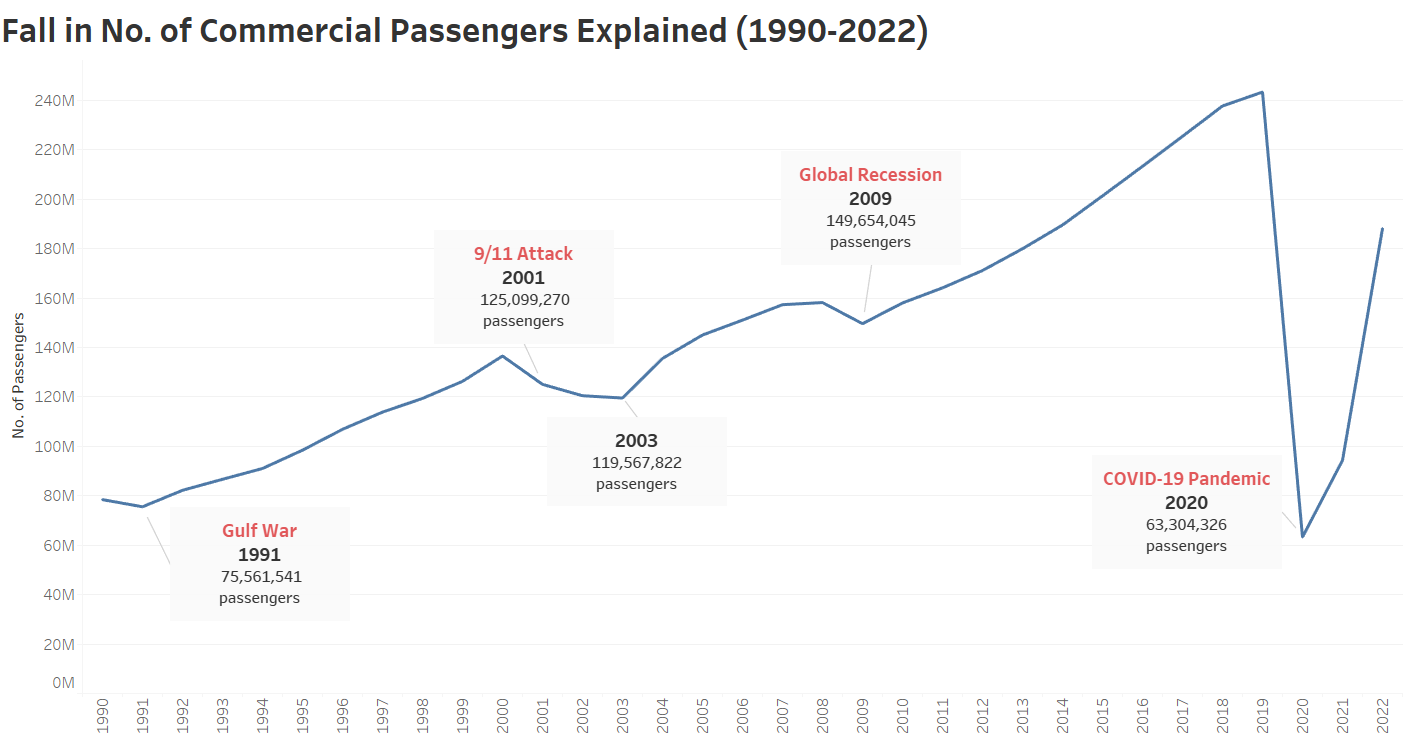 Fall in No. of Commercial Passengers Explained (1990-2022)
240M
220M
200M
180M
160M
140M
120M
100M
80M
60M
40M
20M
0M
No. of Passengers
Gulf War
1991
75,561,541
passengers
9/11 Attack
2001
125,099,270
passengers
2003
119,567,822
passengers
Global Recession
2009
149,654,045
passengers
COVID-19 Pandemic
2020
63,304,326
passengers
1990
1991
1992
1993
1994
1995
1996
1997
1998
1999
2000
2001
2002
2003
2004
2005
2006
2007
2008
2009
2010
2011
2012
2013
2014
2015
2016
2017
2018
2019
2020
2021
2022